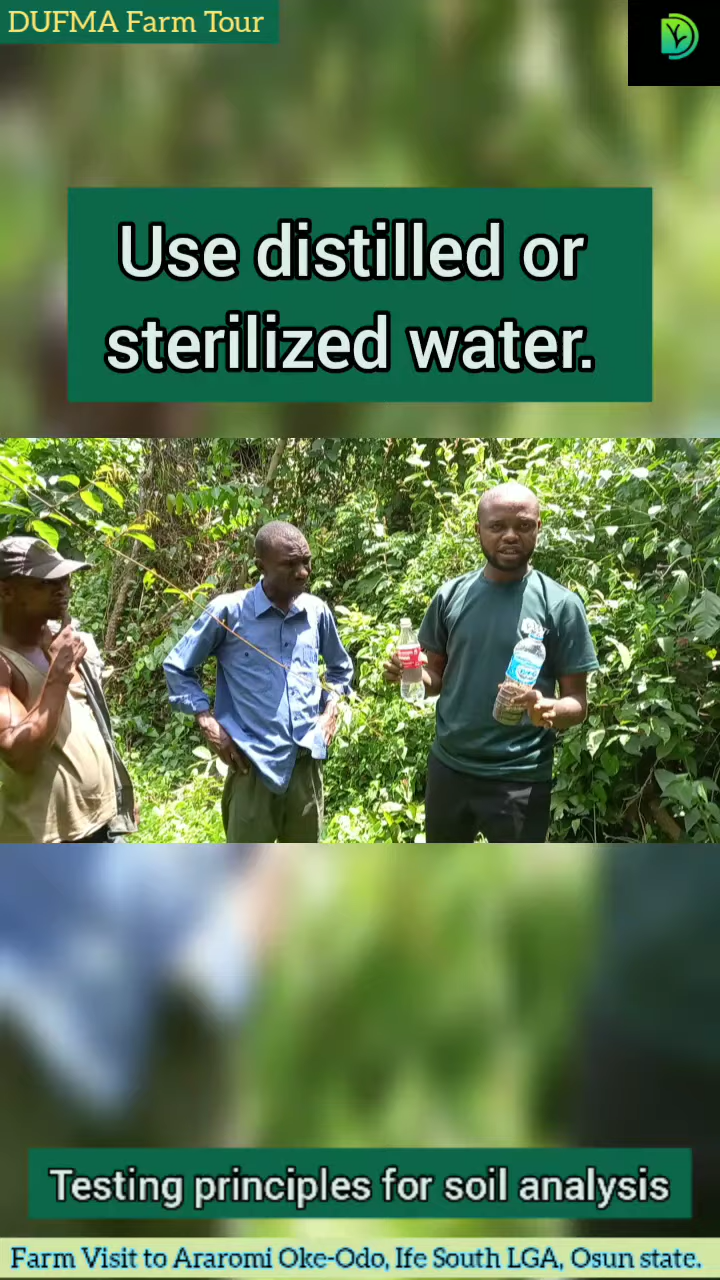 DUFMA Farm Tour
Use distilled or
sterilized water.
Testing principles for soil analysis
Farm Visit to Araromi Oke-Odo, Ife South LGA, Osun state.